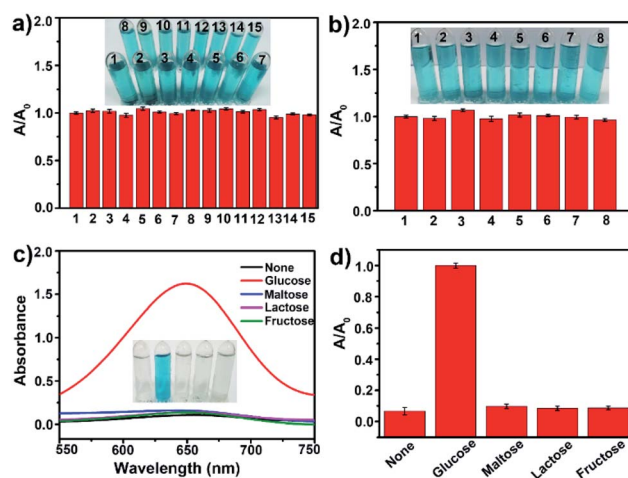 a)
A/A0
2.0
1.5
1.0
0.5
0.0
8 9 10 11 12 13 14 15
1 2 3 4 5 6 7
1 2 3 4 5 6 7 8 9 10 11 12 13 14 15
b)
A/A0
2.0
1.5
1.0
0.5
0.0
1 2 3 4 5 6 7 8
1 2 3 4 5 6 7 8
c)
Absorbance
2.0
1.5
1.0
0.5
0.0
None
Glucose
Maltose
Lactose
Fructose
550 600 650 700 750
Wavelength (nm)
d)
A/A0
1.0
0.8
0.6
0.4
0.2
0.0
None
Glucose
Maltose
Lactose
Fructose